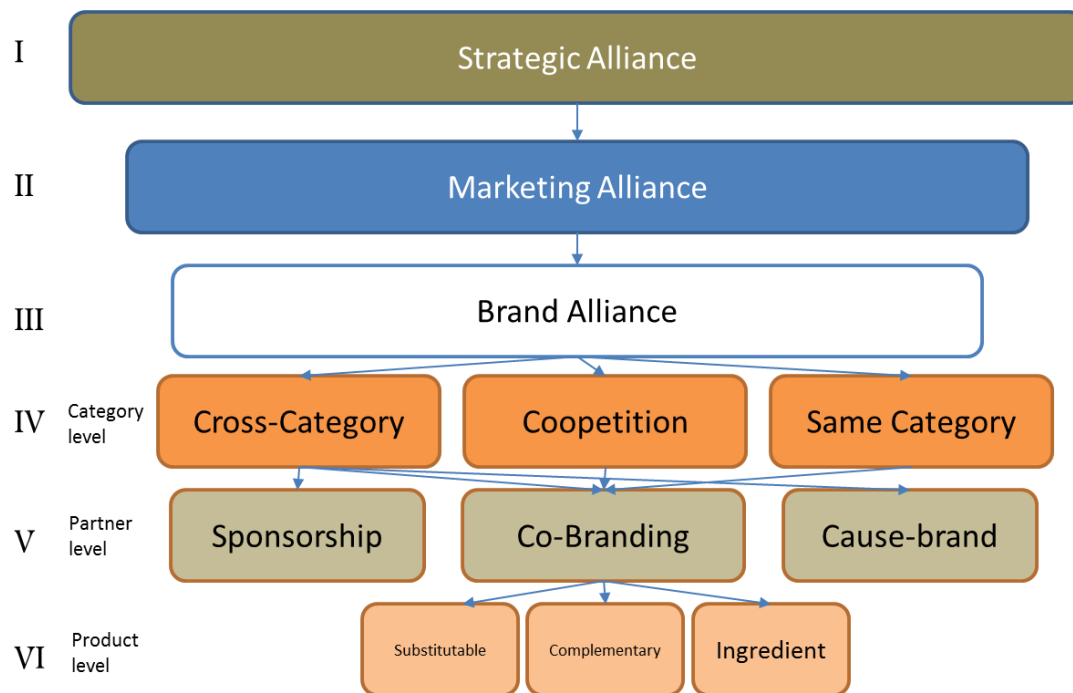 I
Strategic Alliance
II
Marketing Alliance
III
Brand Alliance
IV
Category
level
Cross-Category
Coopetition
Same Category
V
Partner
level
Sponsorship
Co-Branding
Cause-brand
VI
Product
level
Substitutable
Complementary
Ingredient